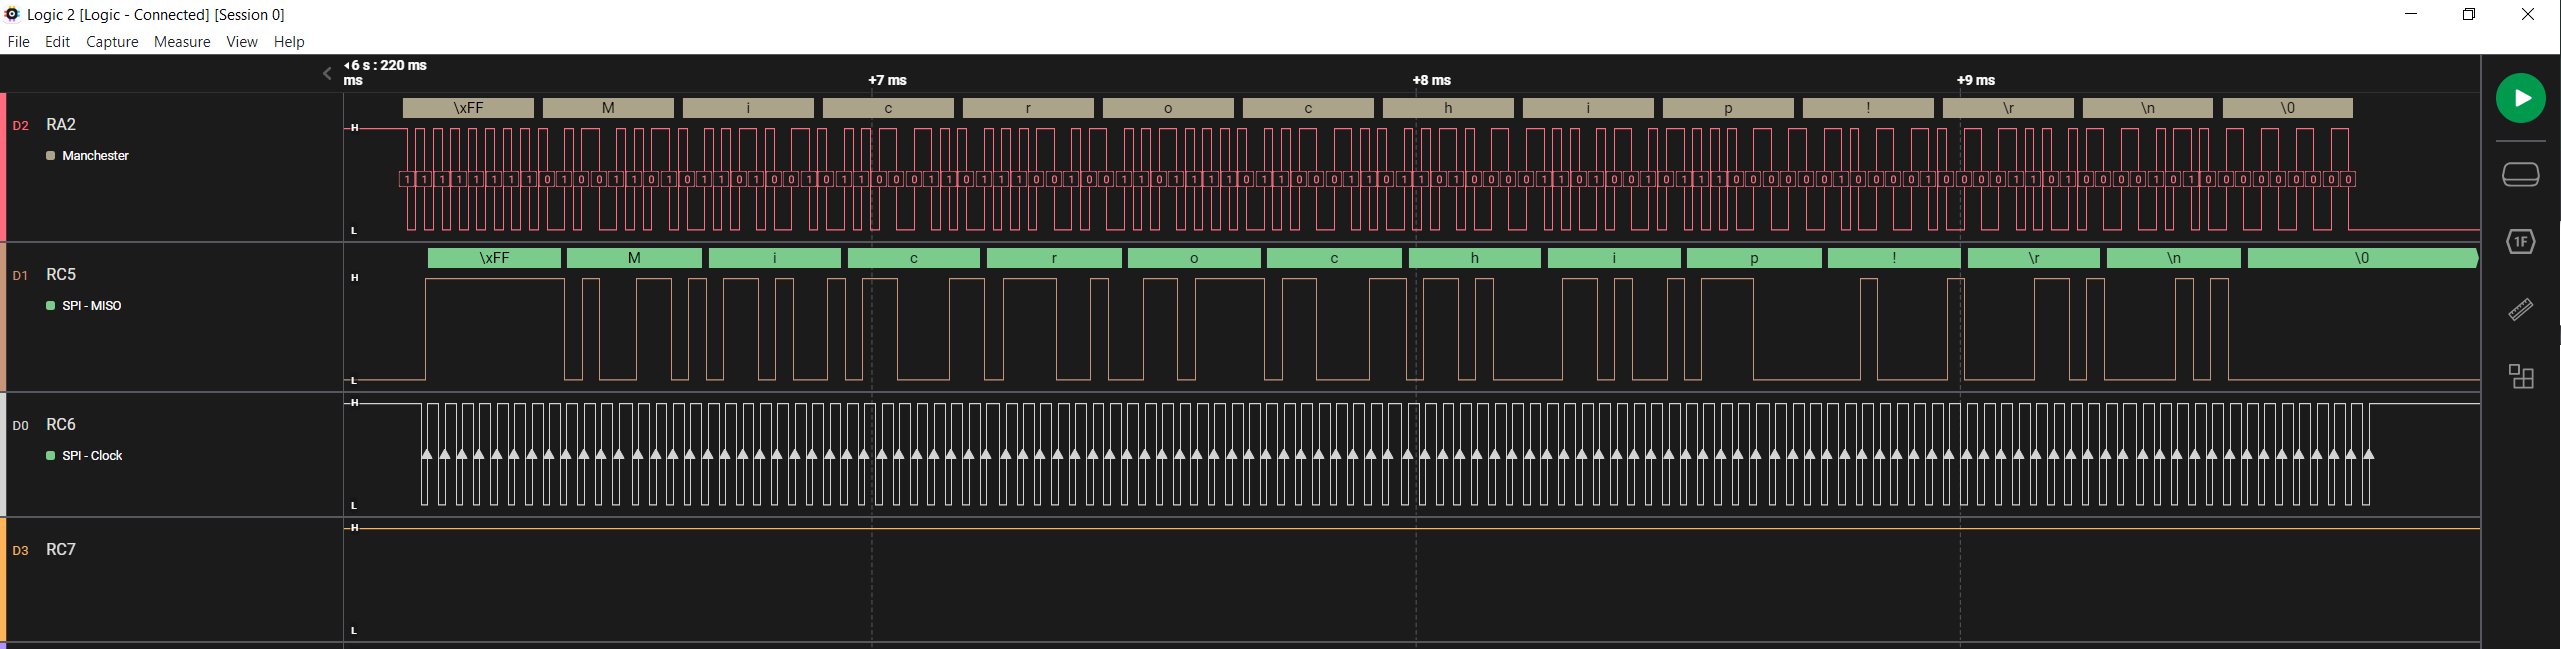 Logic 2 [Logic - Connected] [Session 0]
File Edit Capture Measure View Help
6 s : 220 ms
ms +7 ms +8 ms +9 ms
\xFF M i c r o c h i p ! \r \n \0
D2 RA2 H
Manchester
1 1 1 1 1 1 1 1 0 1 0 0 1 1 0 1 0 1 1 0 1 0 0 1 0 1 1 0 0 0 1 1 0 1 1 1 0 0 1 0 0 1 1 0 1 1 1 1 0 1 1 0 0 0 1 1 0 1 1 0 1 0 0 0 0 1 1 0 1 0 0 1 0 1 1 1 0 0 0 0 0 0 1 0 0 0 0 1 0 0 0 0 1 1 0 1 0 0 0 0 1 0 1 0 0 0 0 0 0 0 0 0
L
1F
\xFF M i c r o c h i p ! \r \n \0
D1 RC5 H
SPI - MISO
L
H
D0 RC6
SPI - Clock
L
H
D3 RC7
L